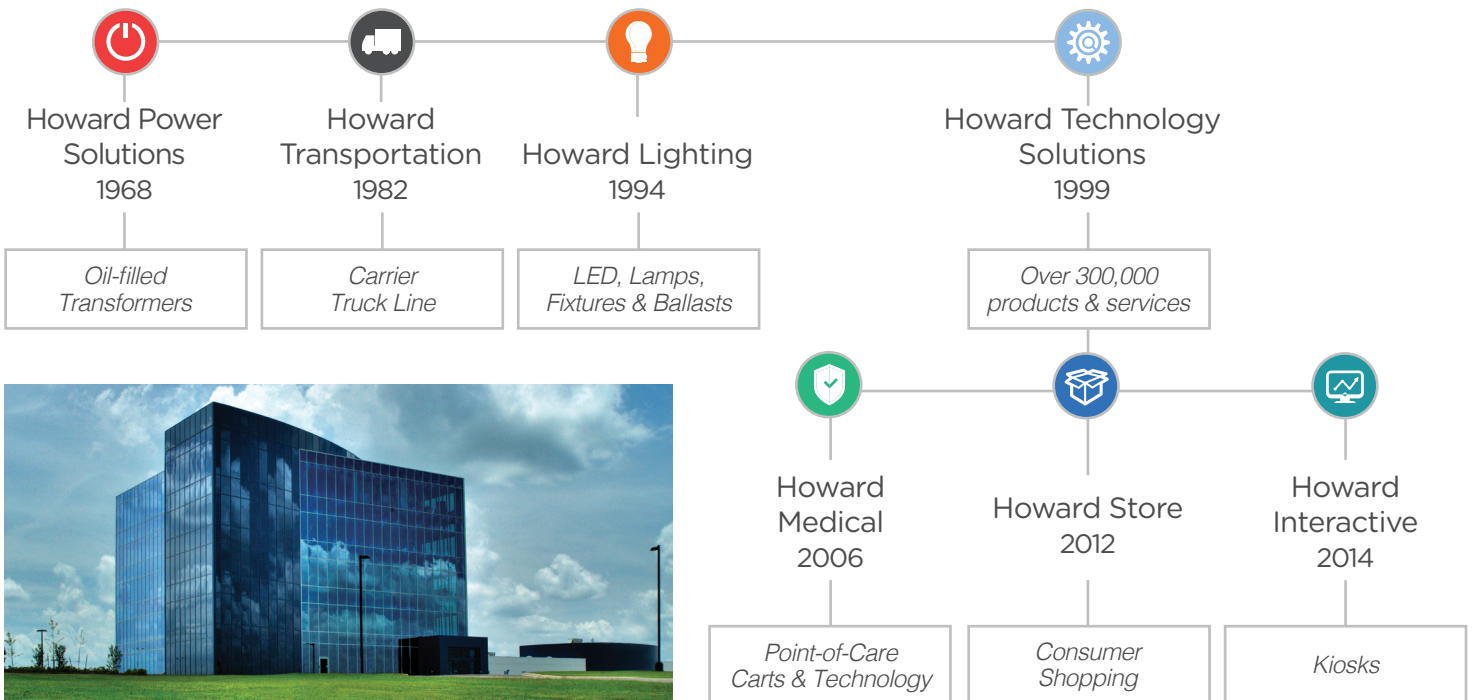 Howard Power
Solutions
1968
Oil-filled
Transformers
Howard
Transportation
1982
Carrier
Truck Line
Howard Lighting
1994
LED, Lamps,
Fixtures & Ballasts
Howard Technology
Solutions
1999
Over 300,000
products & services
Howard
Medical
2006
Point-of-Care
Carts & Technology
Howard Store
2012
Consumer
Shopping
Howard
Interactive
2014
Kiosks